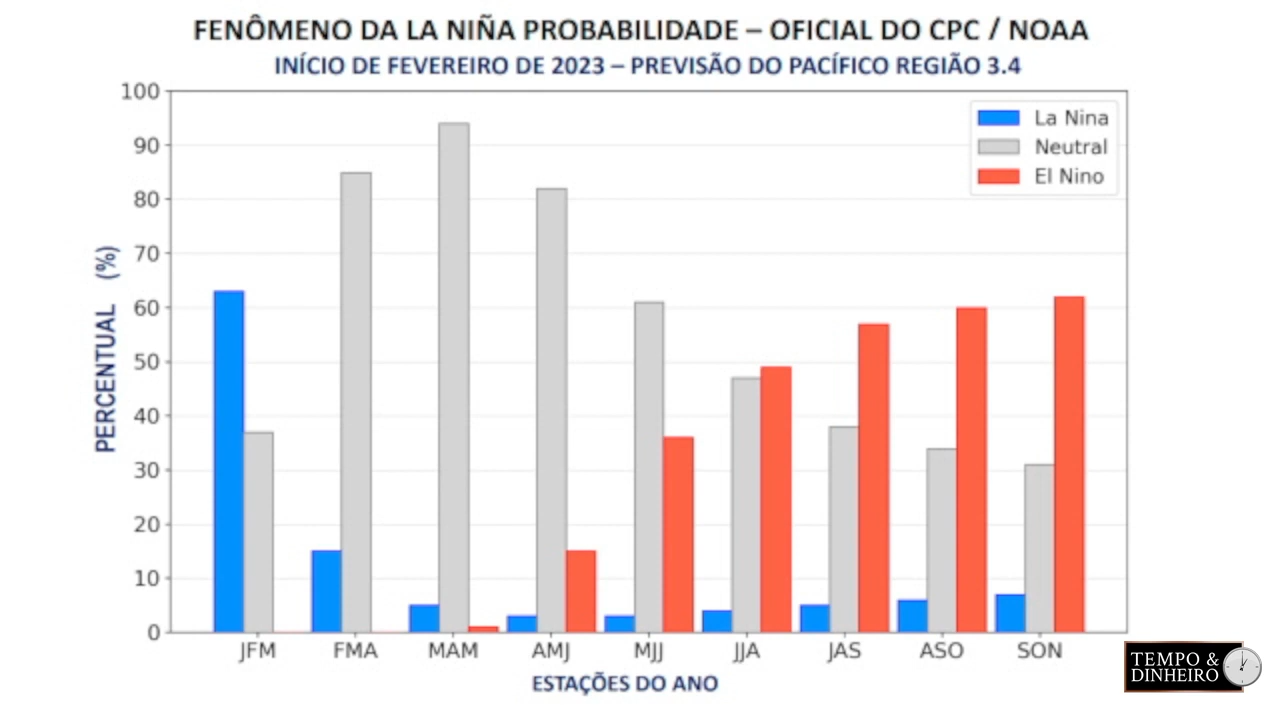 FENÔMENO DA LA NIÑA PROBABILIDADE – OFICIAL DO CPC / NOAA
INÍCIO DE FEVEREIRO DE 2023 – PREVISÃO DO PACÍFICO REGIÃO 3.4
La Nina
Neutral
El Nino
PERCENTUAL (%)
100
90
80
70
60
50
40
30
20
10
0
JFM FMA MAM AMJ MJJ JJA JAS ASO SON
ESTAÇÕES DO ANO
TEMPO &
DINHEIRO